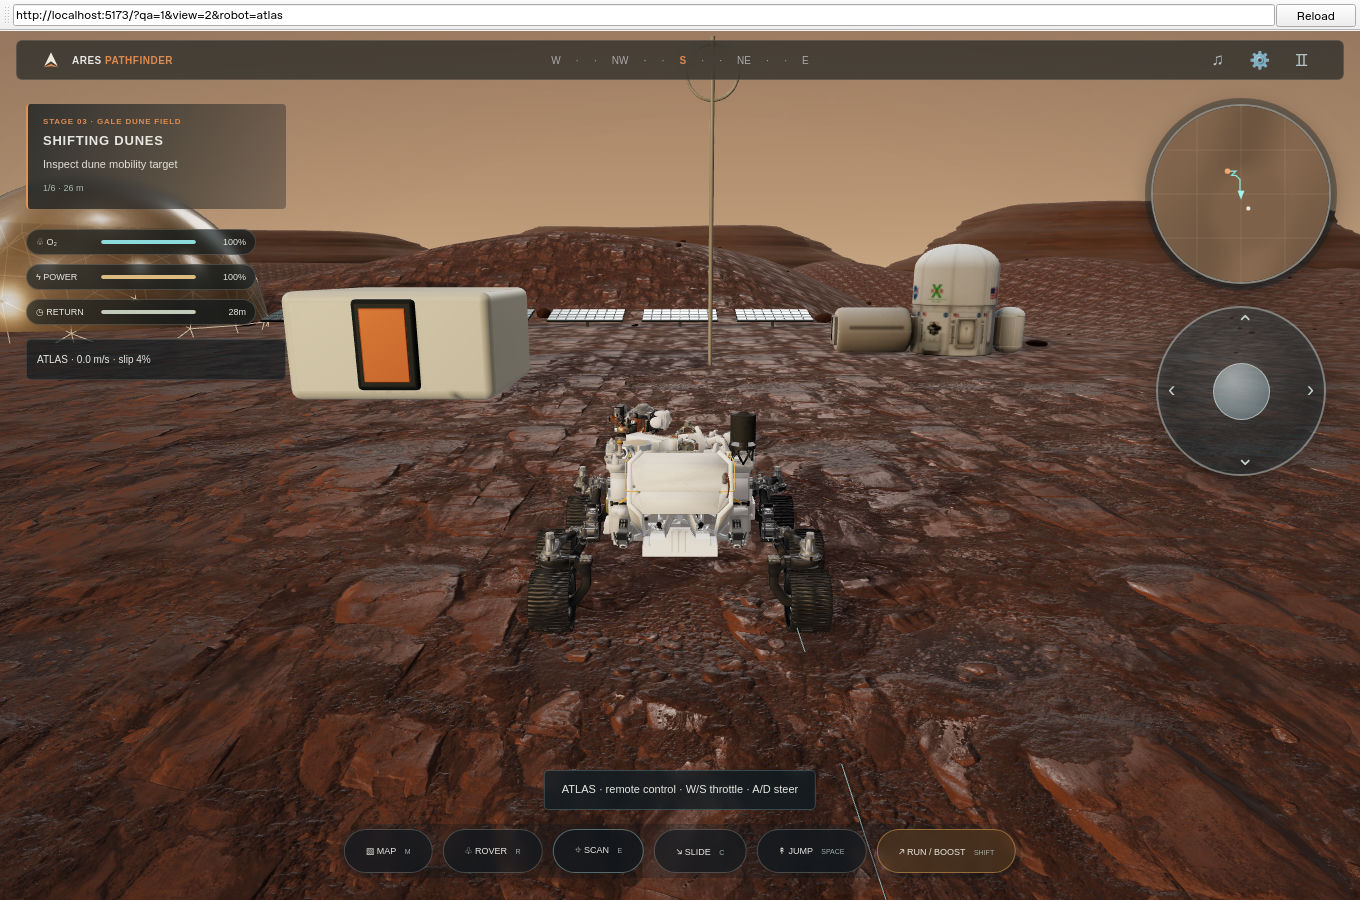 http://localhost:5173/?qa=1&view=2&robot=atlas
Reload
ARES PATHFINDER
W · · NW · · S · · NE · · E
STAGE 03 · GALE DUNE FIELD
SHIFTING DUNES
Inspect dune mobility target
1/6 · 26 m
O₂ 100%
POWER 100%
RETURN 28m
ATLAS · 0.0 m/s · slip 4%
ATLAS · remote control · W/S throttle · A/D steer
MAP M
ROVER R
SCAN E
SLIDE C
JUMP SPACE
RUN / BOOST SHIFT